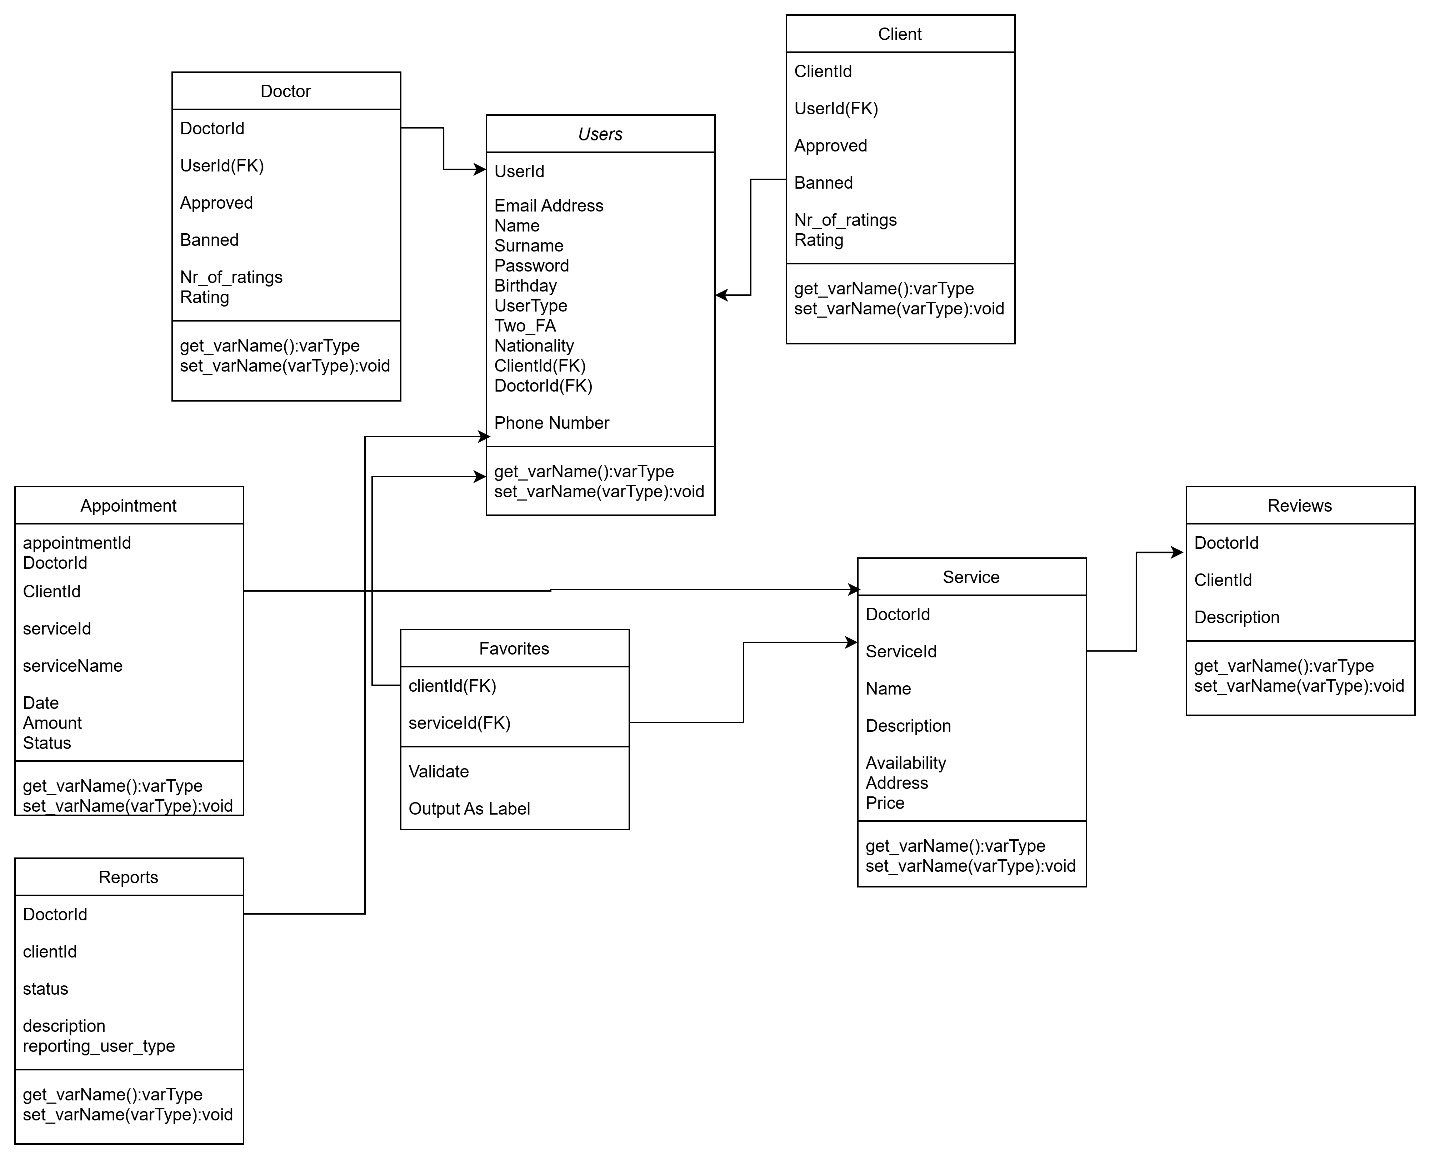 Client
ClientId
UserId(FK)
Approved
Banned
Nr_of_ratings
Rating
get_varName():varType
set_varName(varType):void
Doctor
DoctorId
UserId(FK)
Approved
Banned
Nr_of_ratings
Rating
get_varName():varType
set_varName(varType):void
Users
UserId
Email Address
Name
Surname
Password
Birthday
UserType
Two_FA
Nationality
ClientId(FK)
DoctorId(FK)
Phone Number
get_varName():varType
set_varName(varType):void
Appointment
appointmentId
DoctorId
ClientId
serviceId
serviceName
Date
Amount
Status
get_varName():varType
set_varName(varType):void
Favorites
clientId(FK)
serviceId(FK)
Validate
Output As Label
Service
DoctorId
ServiceId
Name
Description
Availability
Address
Price
get_varName():varType
set_varName(varType):void
Reviews
DoctorId
ClientId
Description
get_varName():varType
set_varName(varType):void
Reports
DoctorId
clientId
status
description
reporting_user_type
get_varName():varType
set_varName(varType):void